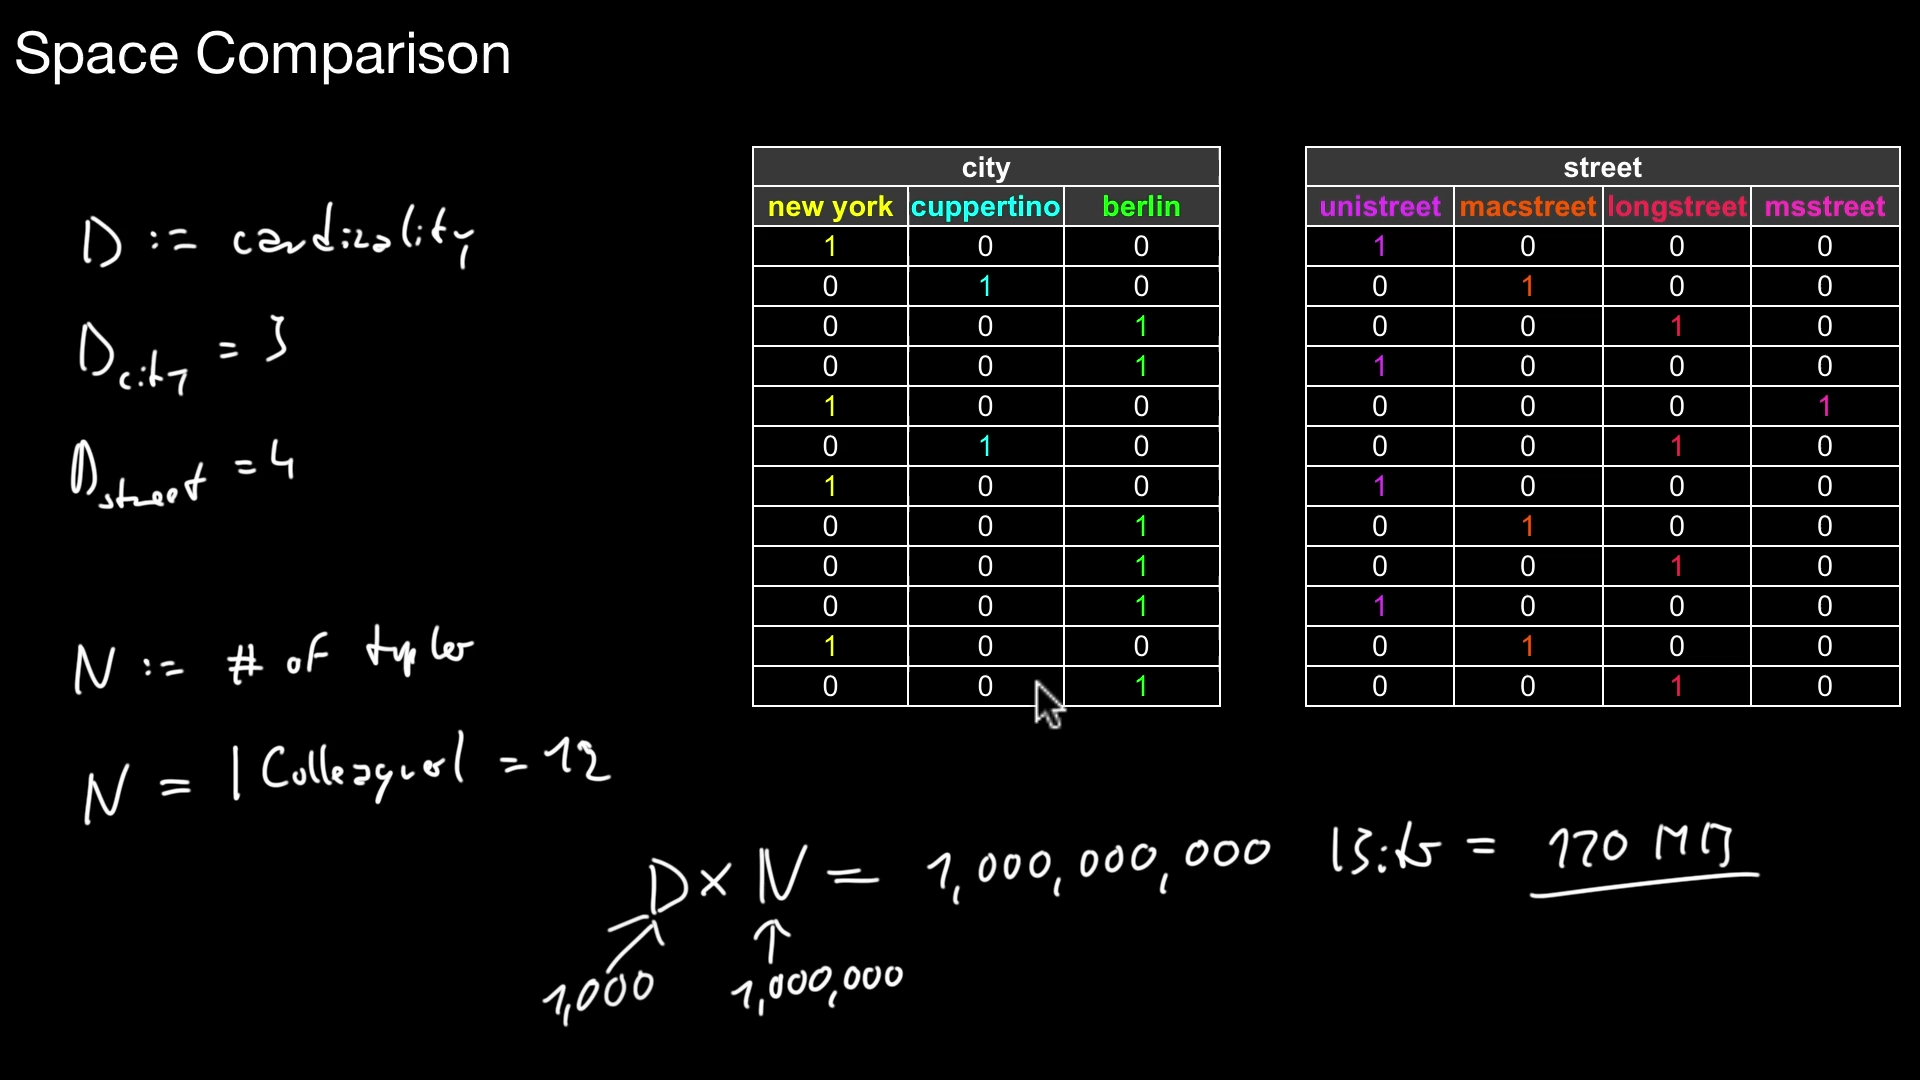 Space Comparison
D := cardinality
D city = 3
D street = 4
N := # of tuples
N = | Colleagues | = 12
city
new york cuppertino berlin
1 0 0
0 1 0
0 0 1
0 0 1
1 0 0
0 1 0
1 0 0
0 0 1
0 0 1
0 0 1
1 0 0
0 0 1
street
unistreet macstreet longstreet msstreet
1 0 0 0
0 1 0 0
0 0 1 0
1 0 0 0
0 0 0 1
0 0 1 0
1 0 0 0
0 1 0 0
0 0 1 0
1 0 0 0
0 1 0 0
0 0 1 0
D × N = 1,000,000,000 Bits = 120 MB
1,000 1,000,000